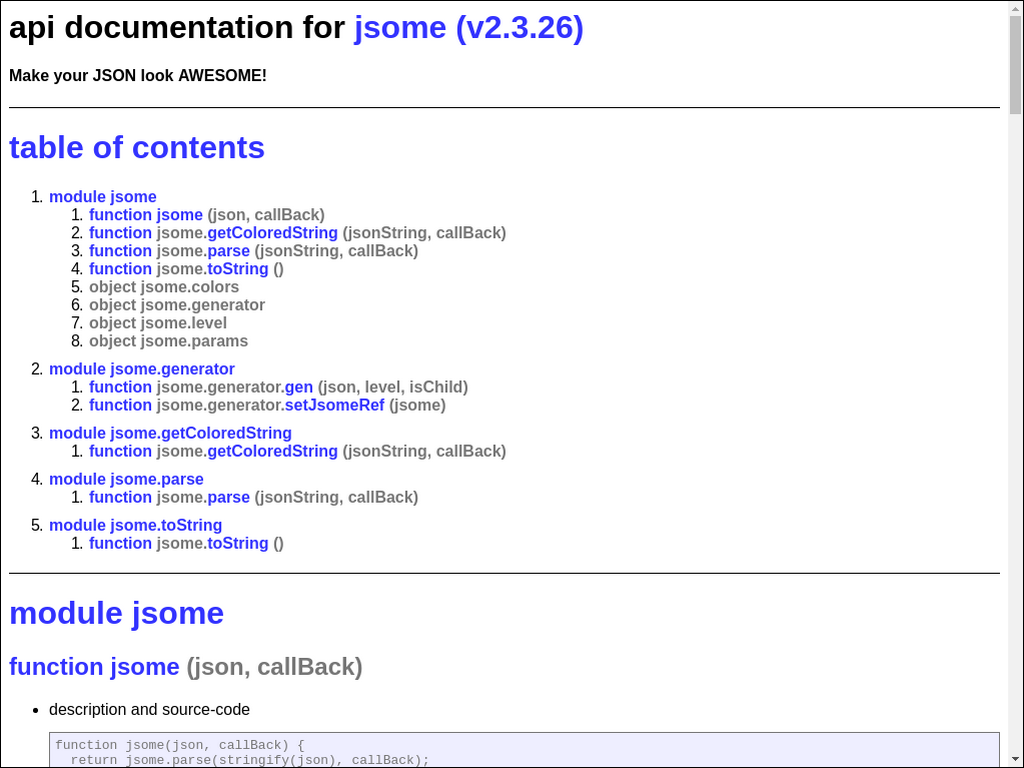 api documentation for jsome (v2.3.26)
Make your JSON look AWESOME!
table of contents
1. module jsome
1. function jsome (json, callBack)
2. function jsome.getColoredString (jsonString, callBack)
3. function jsome.parse (jsonString, callBack)
4. function jsome.toString ()
5. object jsome.colors
6. object jsome.generator
7. object jsome.level
8. object jsome.params
2. module jsome.generator
1. function jsome.generator.gen (json, level, isChild)
2. function jsome.generator.setJsomeRef (jsome)
3. module jsome.getColoredString
1. function jsome.getColoredString (jsonString, callBack)
4. module jsome.parse
1. function jsome.parse (jsonString, callBack)
5. module jsome.toString
1. function jsome.toString ()
module jsome
function jsome (json, callBack)
• description and source-code
function jsome(json, callBack) {
  return jsome.parse(stringify(json), callBack);